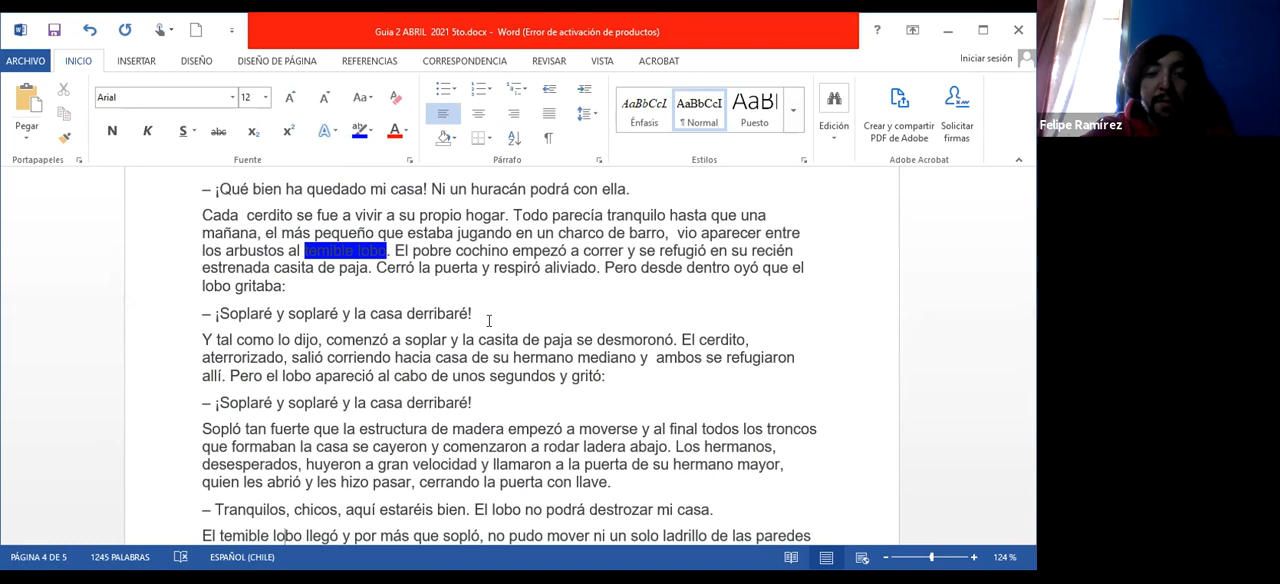 Guia 2 ABRIL 2021 5to.docx - Word (Error de activación de productos)
?
ARCHIVO INICIO INSERTAR DISEÑO DISEÑO DE PÁGINA REFERENCIAS CORRESPONDENCIA REVISAR VISTA ACROBAT
Iniciar sesión
Arial 12 Aa
AaBbCcL AaBbCcI AaBl
Pegar
N K S abc X₂ X² A ab A
Énfasis ¶ Normal Puesto
Edición
Crear y compartir PDF de Adobe
Solicitar firmas
Portapapeles Fuente Párrafo Estilos Adobe Acrobat
Felipe Ramírez
– ¡Qué bien ha quedado mi casa! Ni un huracán podrá con ella.
Cada cerdito se fue a vivir a su propio hogar. Todo parecía tranquilo hasta que una
mañana, el más pequeño que estaba jugando en un charco de barro, vio aparecer entre
los arbustos al temible lobo. El pobre cochino empezó a correr y se refugió en su recién
estrenada casita de paja. Cerró la puerta y respiró aliviado. Pero desde dentro oyó que el
lobo gritaba:
– ¡Soplaré y soplaré y la casa derribaré!
Y tal como lo dijo, comenzó a soplar y la casita de paja se desmoronó. El cerdito,
aterrorizado, salió corriendo hacia casa de su hermano mediano y ambos se refugiaron
allí. Pero el lobo apareció al cabo de unos segundos y gritó:
– ¡Soplaré y soplaré y la casa derribaré!
Sopló tan fuerte que la estructura de madera empezó a moverse y al final todos los troncos
que formaban la casa se cayeron y comenzaron a rodar ladera abajo. Los hermanos,
desesperados, huyeron a gran velocidad y llamaron a la puerta de su hermano mayor,
quien les abrió y les hizo pasar, cerrando la puerta con llave.
– Tranquilos, chicos, aquí estaréis bien. El lobo no podrá destrozar mi casa.
El temible lobo llegó y por más que sopló, no pudo mover ni un solo ladrillo de las paredes
PÁGINA 4 DE 5 1245 PALABRAS ESPAÑOL (CHILE) 124 %